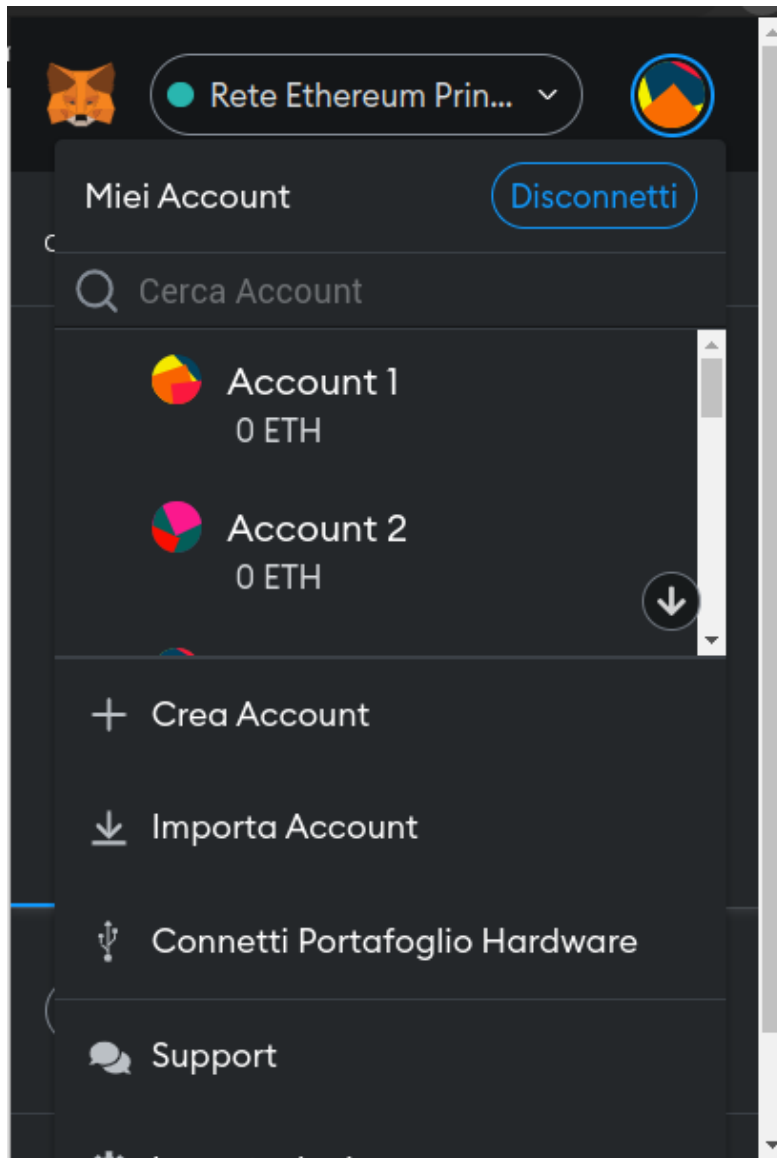 Rete Ethereum Prin...
Miei Account
Disconnetti
Cerca Account
Account 1
0 ETH
Account 2
0 ETH
Crea Account
Importa Account
Connetti Portafoglio Hardware
Support